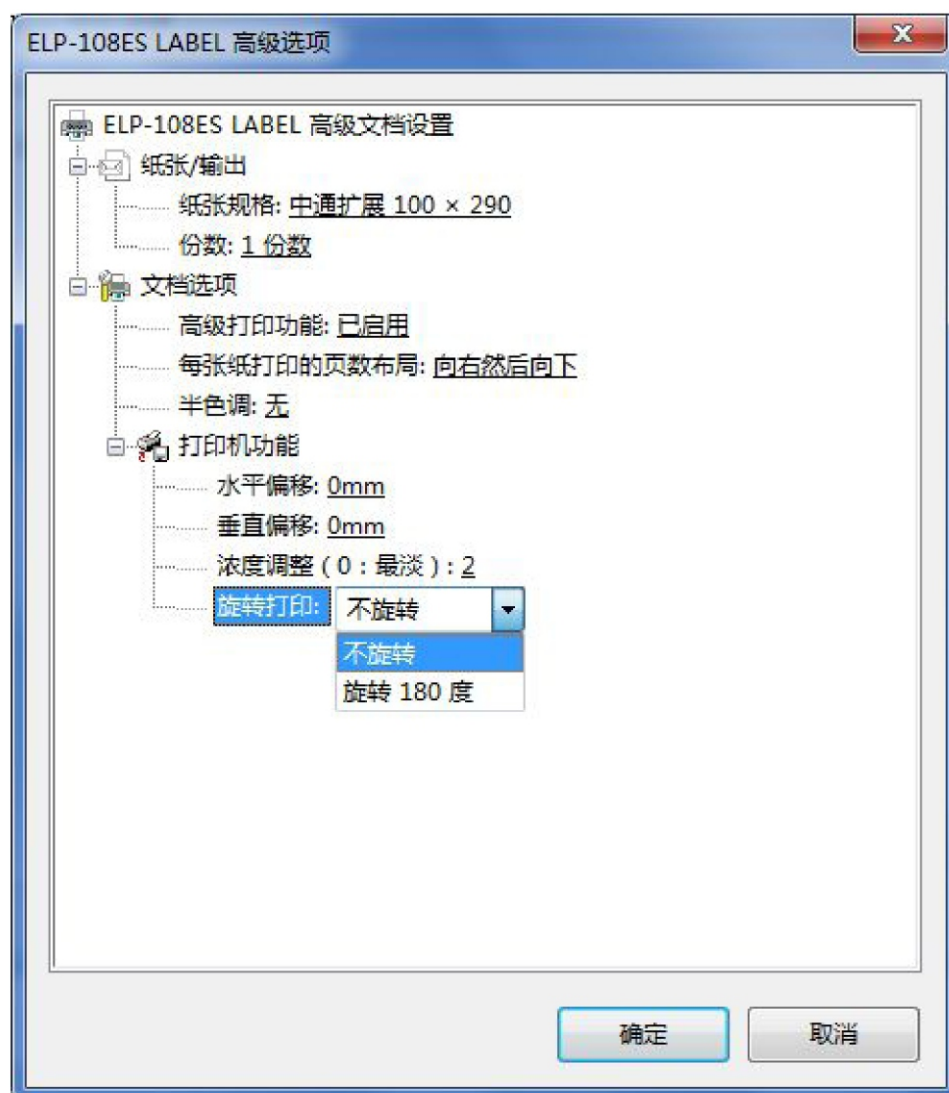 ELP-108ES LABEL 高级选项
ELP-108ES LABEL 高级文档设置
纸张/输出
纸张规格: 中通扩展 100 × 290
份数: 1 份数
文档选项
高级打印功能: 已启用
每张纸打印的页数布局: 向右然后向下
半色调: 无
打印机功能
水平偏移: 0mm
垂直偏移: 0mm
浓度调整 ( 0 : 最淡 ) : 2
旋转打印: 不旋转
不旋转
旋转 180 度
确定 取消